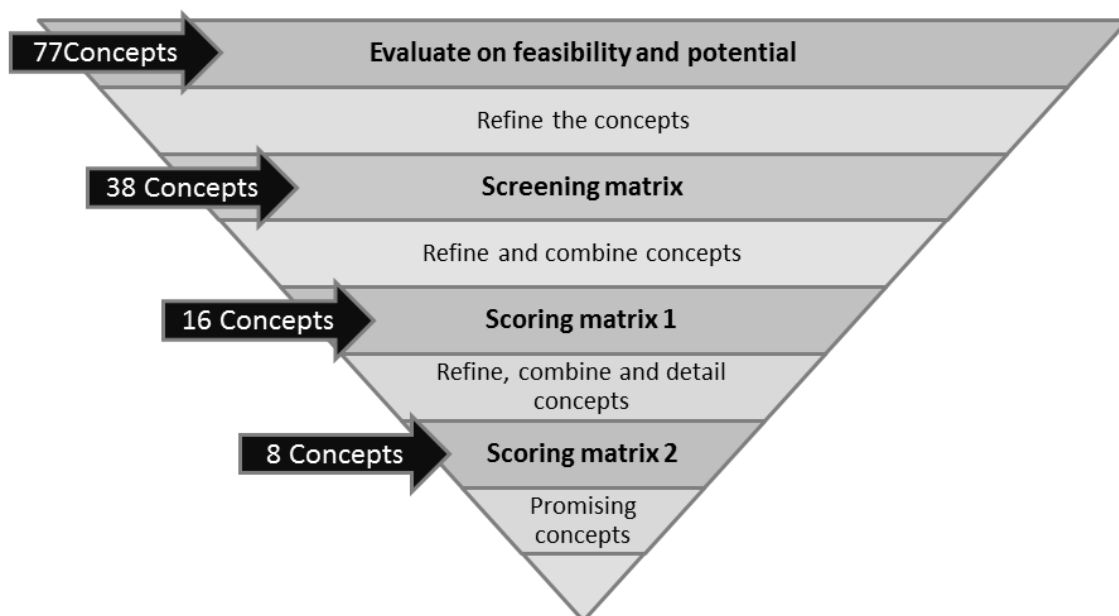 77Concepts
Evaluate on feasibility and potential
Refine the concepts
38 Concepts
Screening matrix
Refine and combine concepts
16 Concepts
Scoring matrix 1
Refine, combine and detail
concepts
8 Concepts
Scoring matrix 2
Promising
concepts